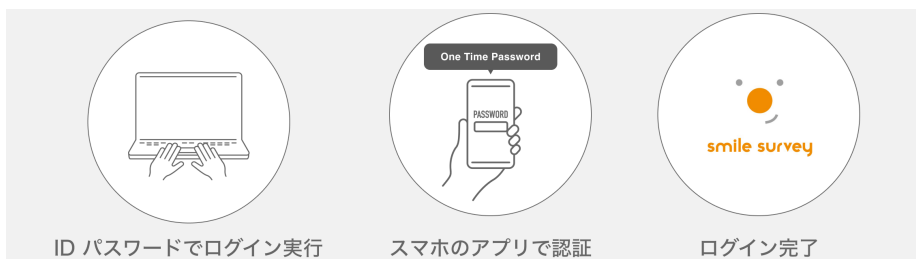 One Time Password
PASSWORD
smile survey
ID パスワードでログイン実行
スマホのアプリで認証
ログイン完了